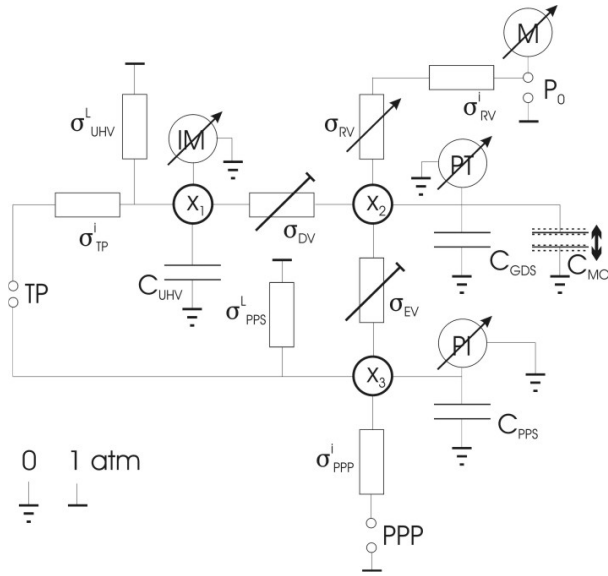 M
σ^i_RV
P_0
σ^L_UHV
IM
σ_RV
PT
σ^i_TP
X_1
σ_DV
X_2
C_GDS
C_MO
TP
C_UHV
σ^L_PPS
σ_EV
PI
X_3
C_PPS
0 1 atm
σ^i_PPP
PPP